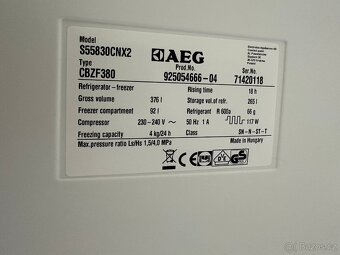 Model
S55830CNX2
Type
CBZF380
AEG
Prod.No.
925054666-04
Ser.No.
71420118
Refrigerator - freezer
Rising time 18 h
Gross volume 376 l
Storage vol. of refr. 265 l
Freezer compartment 92 l
Refrigerant R 600a 66 g
Compressor 230-240 V~ 50 Hz 1 A 117 W
Freezing capacity 4 kg/24 h
Class SN - N - ST - T
Max. pressure ratio Ls/Hs 1,5/4,0 MPa
Made in Hungary